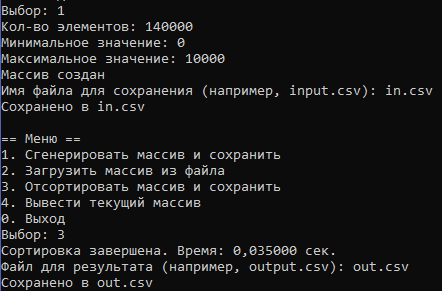 Выбор: 1
Кол-во элементов: 140000
Минимальное значение: 0
Максимальное значение: 10000
Массив создан
Имя файла для сохранения (например, input.csv): in.csv
Сохранено в in.csv

== Меню ==
1. Сгенерировать массив и сохранить
2. Загрузить массив из файла
3. Отсортировать массив и сохранить
4. Вывести текущий массив
0. Выход
Выбор: 3
Сортировка завершена. Время: 0,035000 сек.
Файл для результата (например, output.csv): out.csv
Сохранено в out.csv